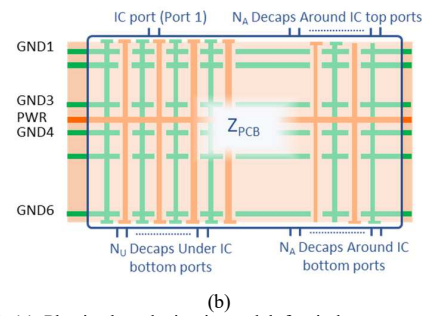 IC port (Port 1)
N_A Decaps Around IC top ports
GND1
GND3
PWR
GND4
GND6
Z_PCB
N_U Decaps Under IC bottom ports
N_A Decaps Around IC bottom ports
(b)